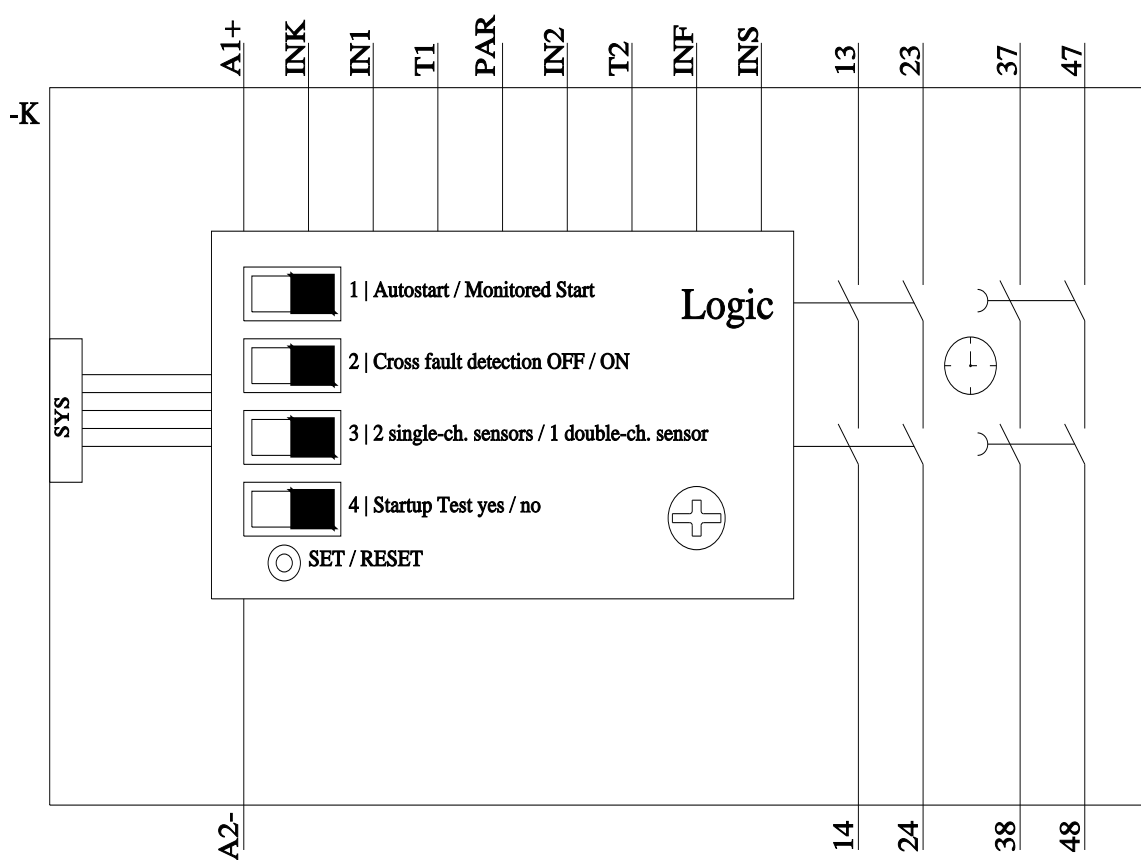 A1+
INK
IN1
T1
PAR
IN2
T2
INF
INS
13
23
37
47
-K
1 | Autostart / Monitored Start
Logic
2 | Cross fault detection OFF / ON
SYS
3 | 2 single-ch. sensors / 1 double-ch. sensor
4 | Startup Test yes / no
SET / RESET
A2-
14
24
38
48